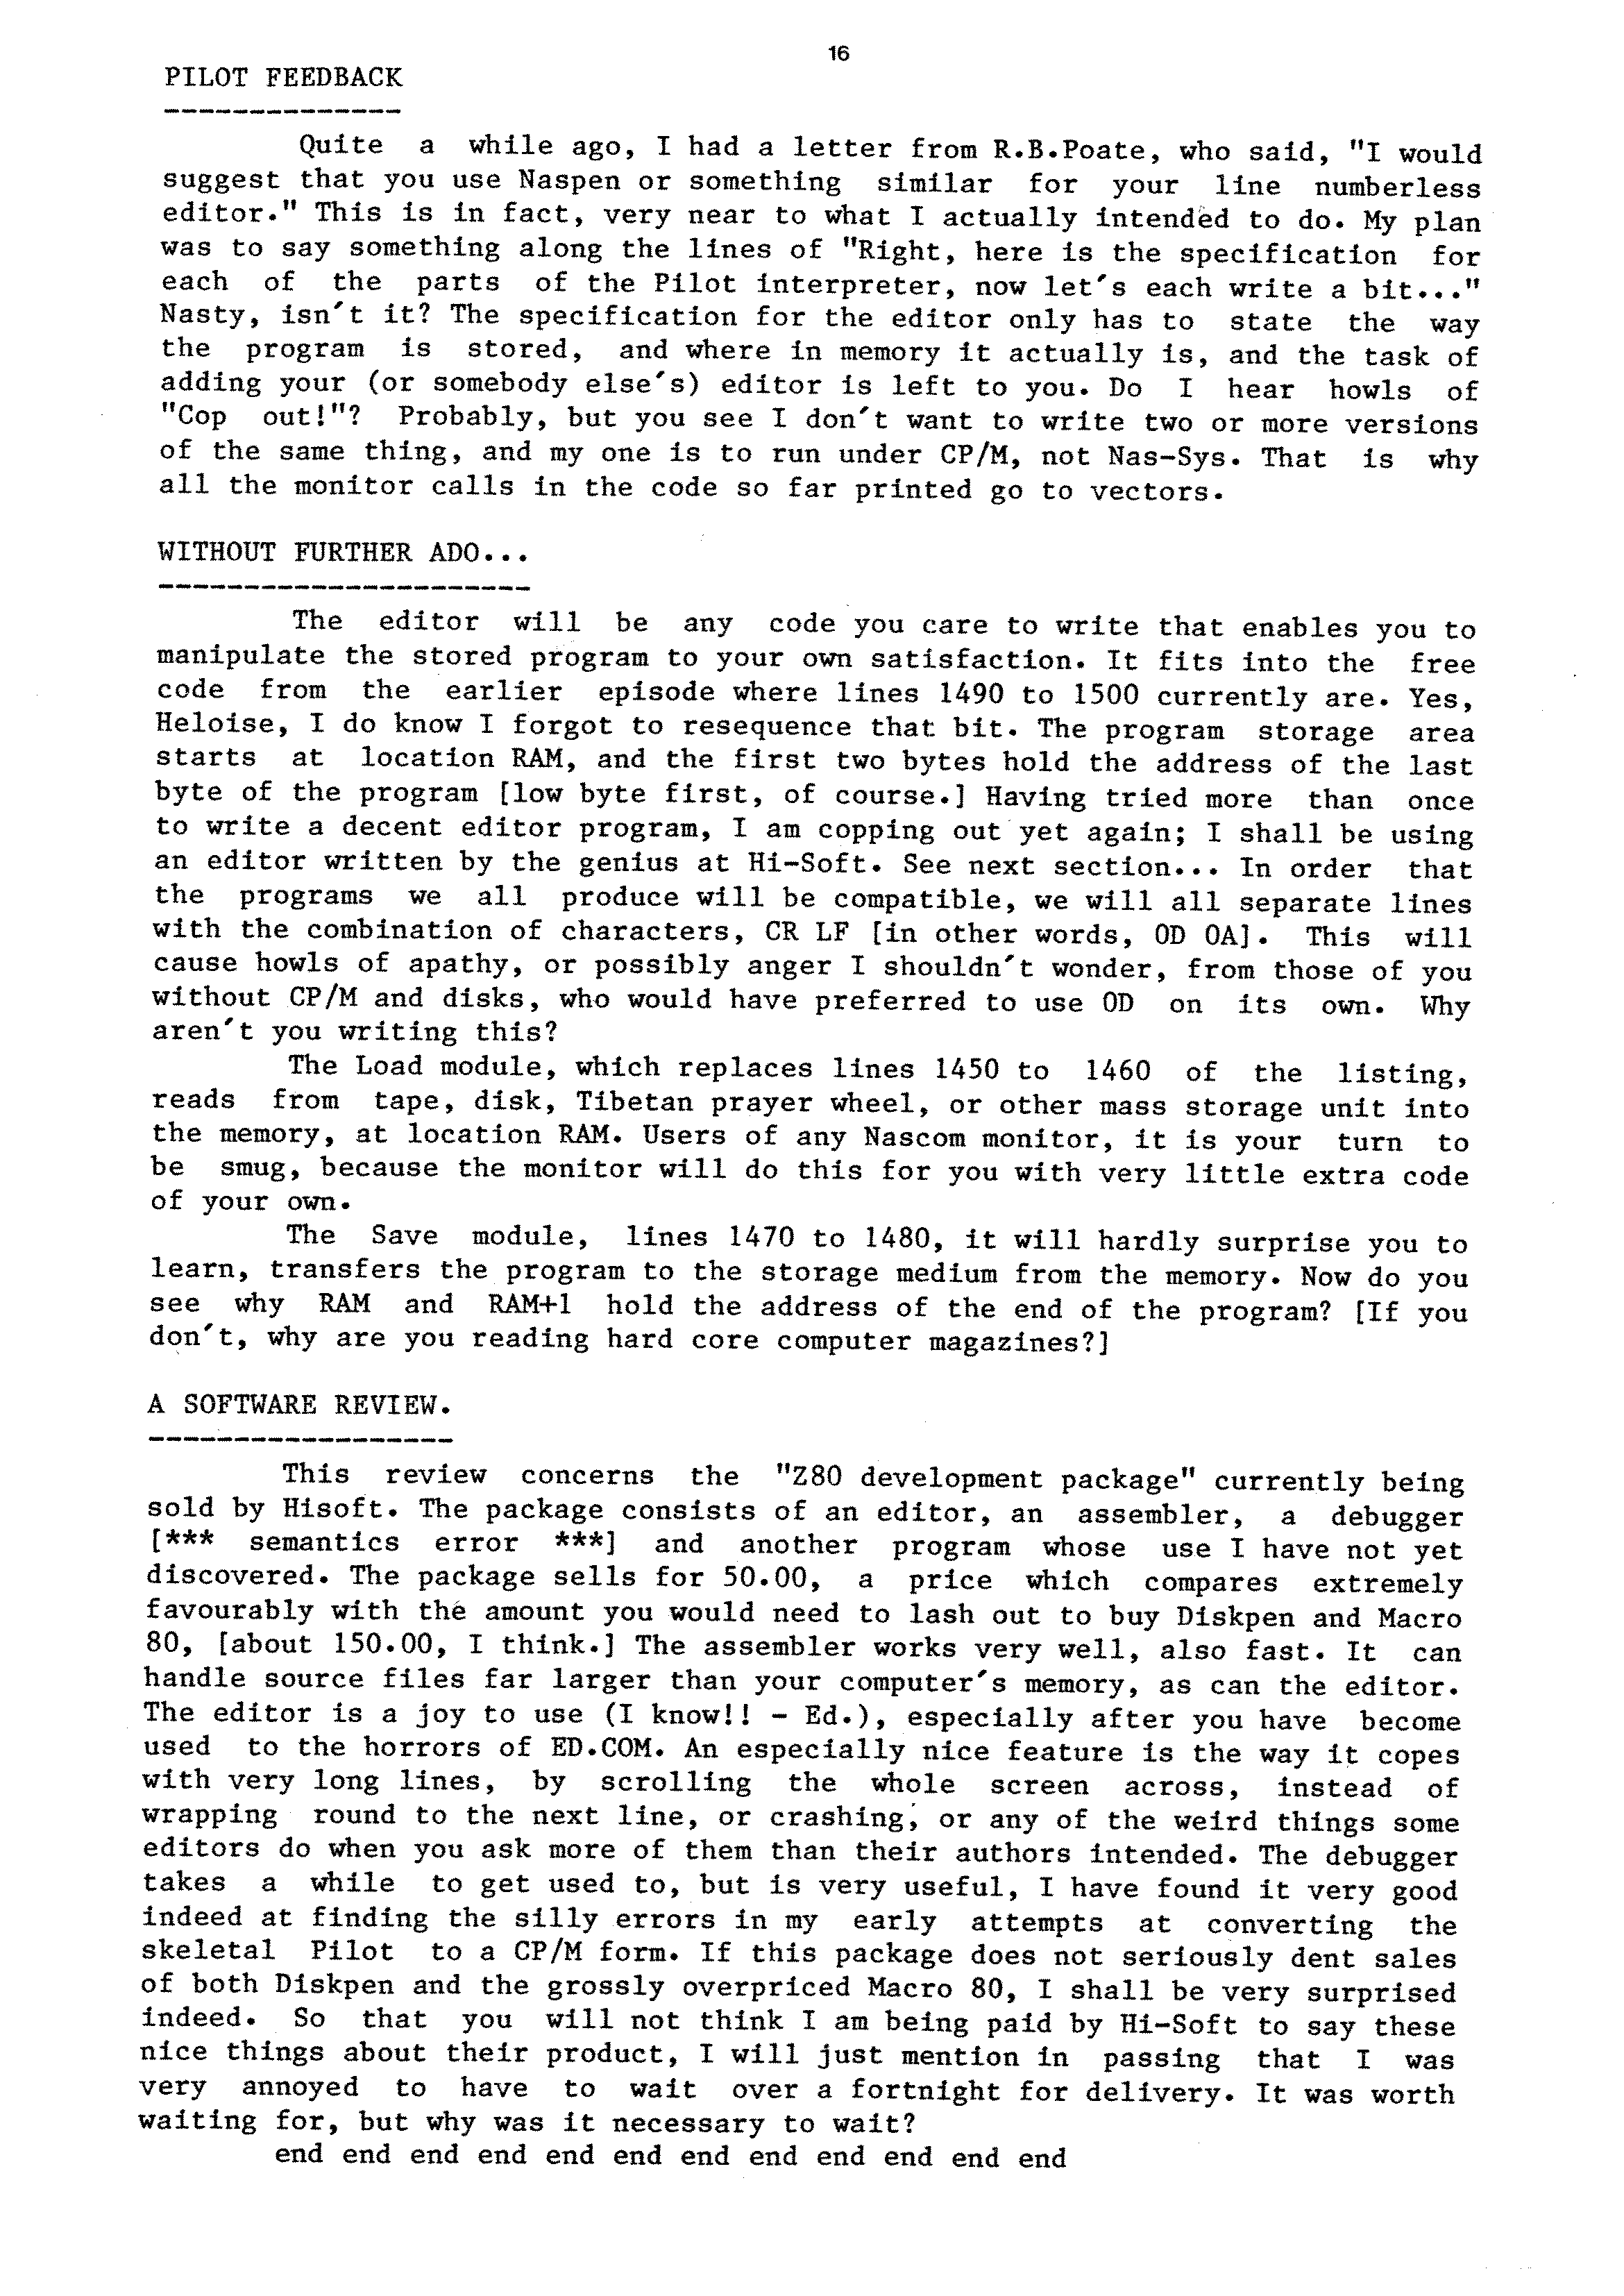 16
PILOT FEEDBACK
--------------
Quite a while ago, I had a letter from R.B.Poate, who said, "I would
suggest that you use Naspen or something similar for your line numberless
editor." This is in fact, very near to what I actually intended to do. My plan
was to say something along the lines of "Right, here is the specification for
each of the parts of the Pilot interpreter, now let's each write a bit..."
Nasty, isn't it? The specification for the editor only has to state the way
the program is stored, and where in memory it actually is, and the task of
adding your (or somebody else's) editor is left to you. Do I hear howls of
"Cop out!"? Probably, but you see I don't want to write two or more versions
of the same thing, and my one is to run under CP/M, not Nas-Sys. That is why
all the monitor calls in the code so far printed go to vectors.
WITHOUT FURTHER ADO...
----------------------
The editor will be any code you care to write that enables you to
manipulate the stored program to your own satisfaction. It fits into the free
code from the earlier episode where lines 1490 to 1500 currently are. Yes,
Heloise, I do know I forgot to resequence that bit. The program storage area
starts at location RAM, and the first two bytes hold the address of the last
byte of the program [low byte first, of course.] Having tried more than once
to write a decent editor program, I am copping out yet again; I shall be using
an editor written by the genius at Hi-Soft. See next section... In order that
the programs we all produce will be compatible, we will all separate lines
with the combination of characters, CR LF [in other words, 0D 0A]. This will
cause howls of apathy, or possibly anger I shouldn't wonder, from those of you
without CP/M and disks, who would have preferred to use 0D on its own. Why
aren't you writing this?
The Load module, which replaces lines 1450 to 1460 of the listing,
reads from tape, disk, Tibetan prayer wheel, or other mass storage unit into
the memory, at location RAM. Users of any Nascom monitor, it is your turn to
be smug, because the monitor will do this for you with very little extra code
of your own.
The Save module, lines 1470 to 1480, it will hardly surprise you to
learn, transfers the program to the storage medium from the memory. Now do you
see why RAM and RAM+1 hold the address of the end of the program? [If you
don't, why are you reading hard core computer magazines?]
A SOFTWARE REVIEW.
------------------
This review concerns the "Z80 development package" currently being
sold by Hisoft. The package consists of an editor, an assembler, a debugger
[*** semantics error ***] and another program whose use I have not yet
discovered. The package sells for 50.00, a price which compares extremely
favourably with the amount you would need to lash out to buy Diskpen and Macro
80, [about 150.00, I think.] The assembler works very well, also fast. It can
handle source files far larger than your computer's memory, as can the editor.
The editor is a joy to use (I know!! - Ed.), especially after you have become
used to the horrors of ED.COM. An especially nice feature is the way it copes
with very long lines, by scrolling the whole screen across, instead of
wrapping round to the next line, or crashing, or any of the weird things some
editors do when you ask more of them than their authors intended. The debugger
takes a while to get used to, but is very useful, I have found it very good
indeed at finding the silly errors in my early attempts at converting the
skeletal Pilot to a CP/M form. If this package does not seriously dent sales
of both Diskpen and the grossly overpriced Macro 80, I shall be very surprised
indeed. So that you will not think I am being paid by Hi-Soft to say these
nice things about their product, I will just mention in passing that I was
very annoyed to have to wait over a fortnight for delivery. It was worth
waiting for, but why was it necessary to wait?
end end end end end end end end end end end end